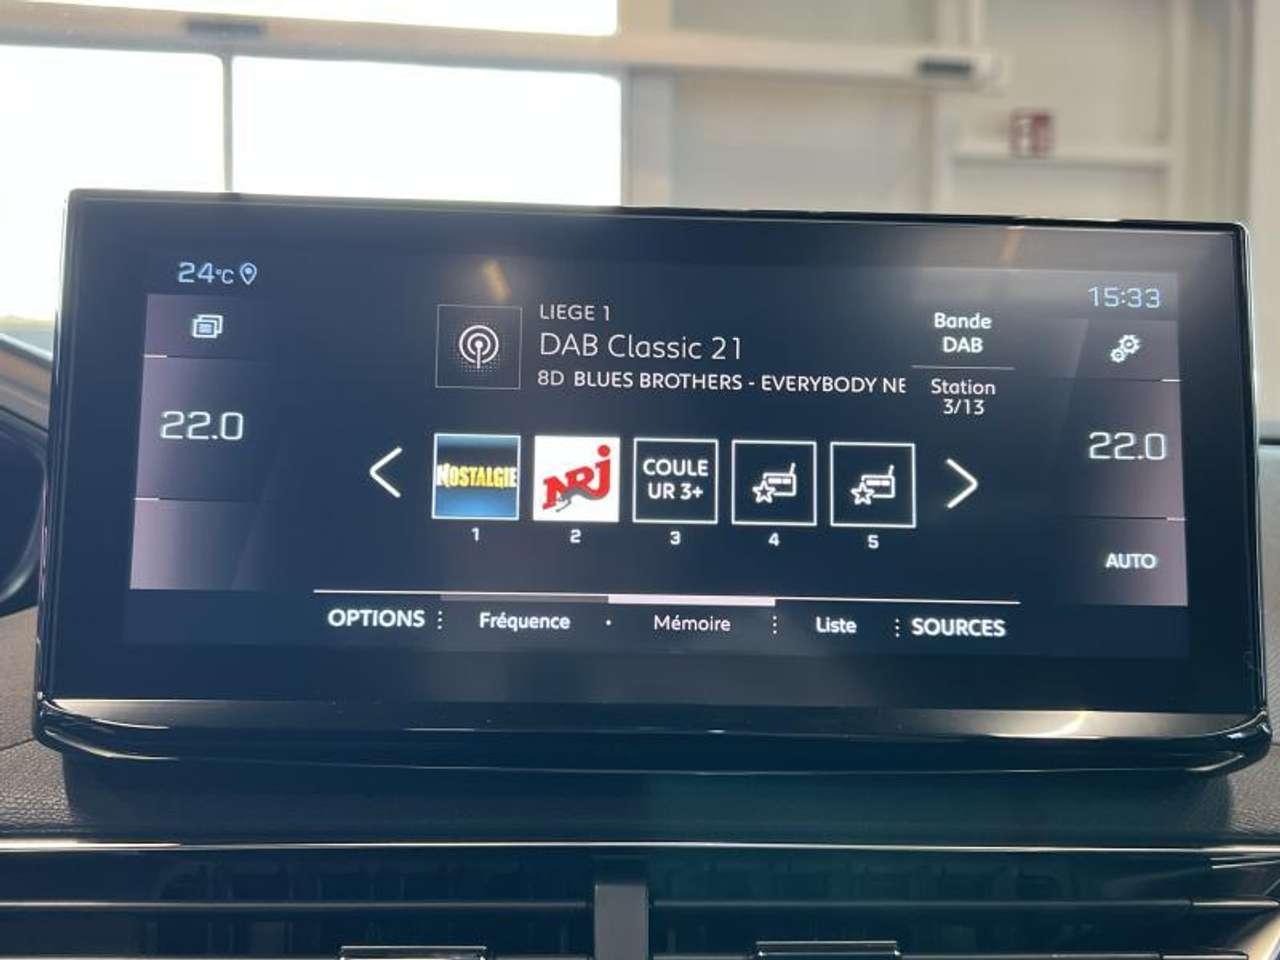 24°C
15:33
LIEGE 1
DAB Classic 21
8D BLUES BROTHERS - EVERYBODY NE
Bande
DAB
Station
3/13
22.0
22.0
NOSTALGIE
NRJ
COULE
UR 3+
1
2
3
4
5
AUTO
OPTIONS
Fréquence
Mémoire
Liste
SOURCES